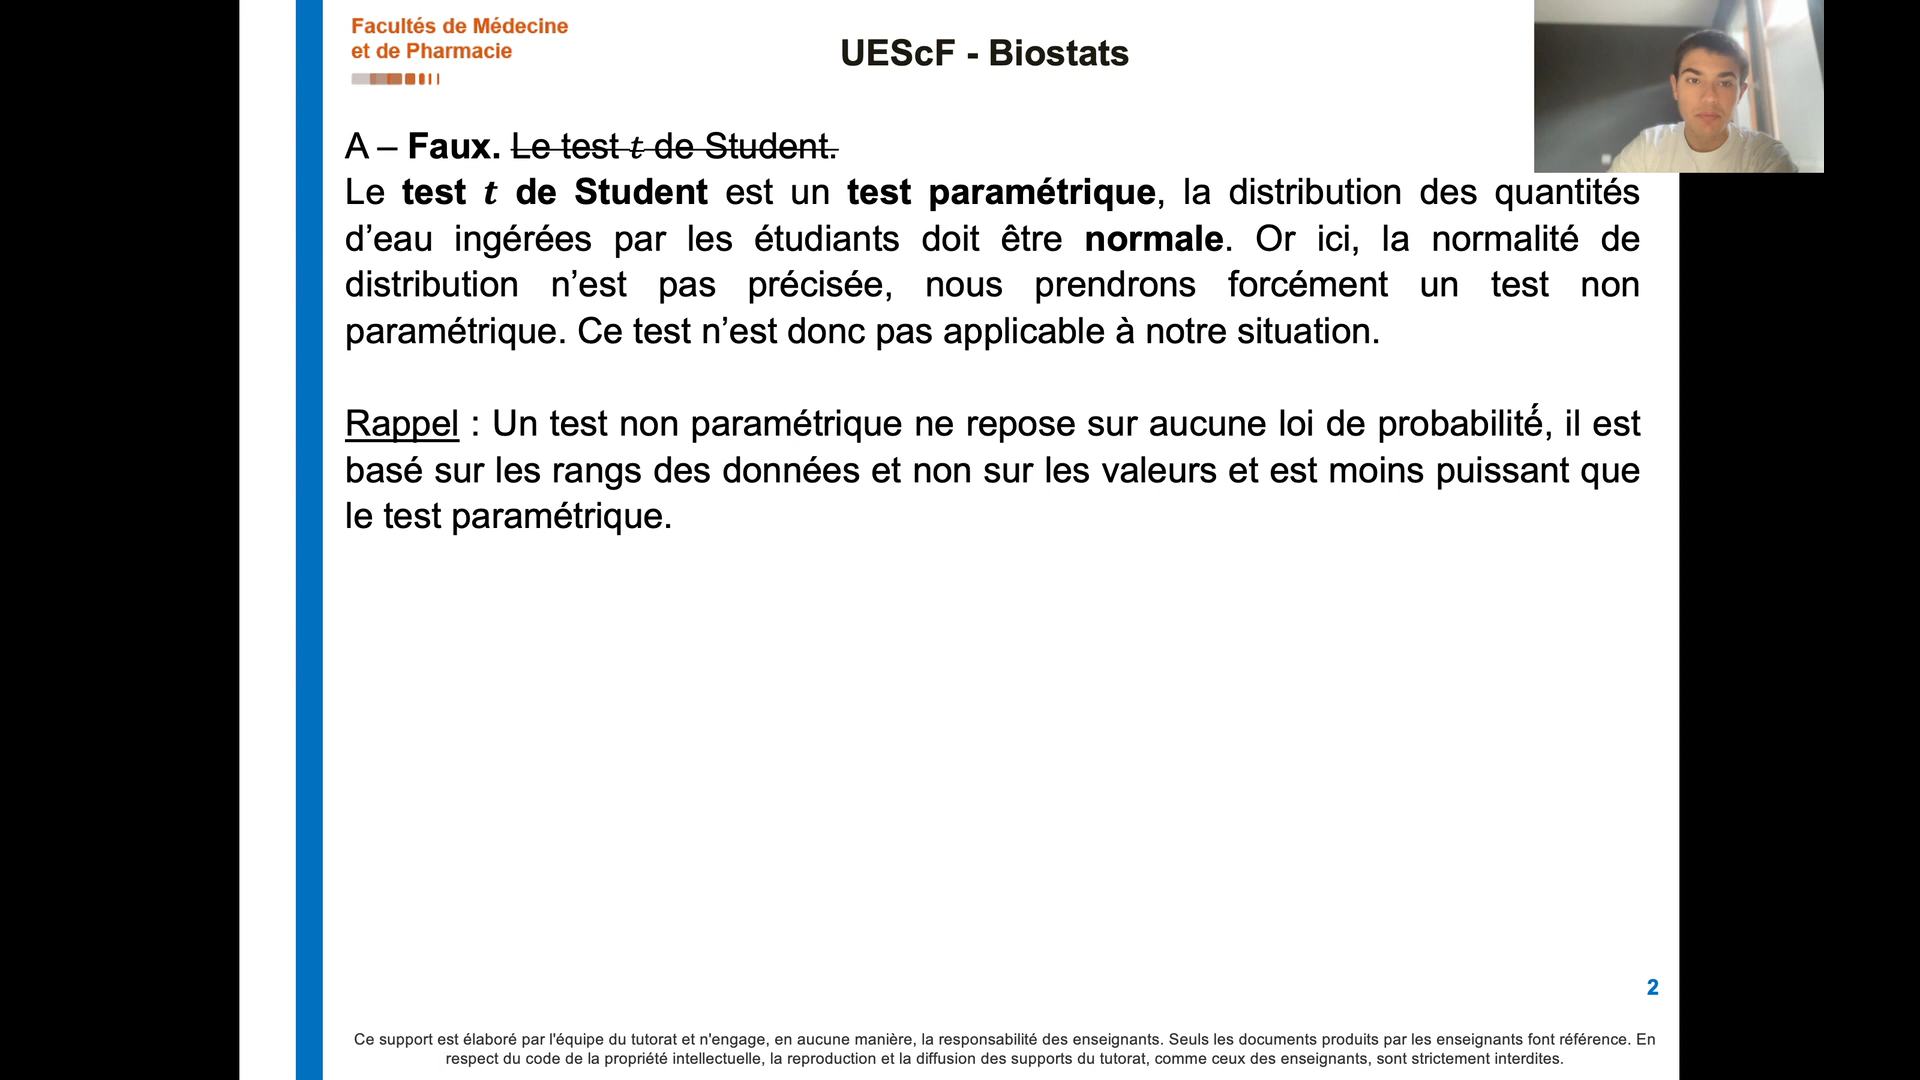 Facultés de Médecine
et de Pharmacie
UEScF - Biostats
A – Faux. Le test t de Student.
Le test t de Student est un test paramétrique, la distribution des quantités
d’eau ingérées par les étudiants doit être normale. Or ici, la normalité de
distribution n’est pas précisée, nous prendrons forcément un test non
paramétrique. Ce test n’est donc pas applicable à notre situation.
Rappel : Un test non paramétrique ne repose sur aucune loi de probabilité, il est
basé sur les rangs des données et non sur les valeurs et est moins puissant que
le test paramétrique.
2
Ce support est élaboré par l'équipe du tutorat et n'engage, en aucune manière, la responsabilité des enseignants. Seuls les documents produits par les enseignants font référence. En
respect du code de la propriété intellectuelle, la reproduction et la diffusion des supports du tutorat, comme ceux des enseignants, sont strictement interdites.